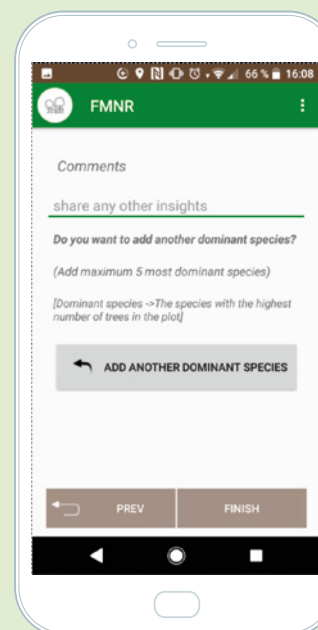 66 % 16:08
FMNR
Comments
share any other insights
Do you want to add another dominant species?
(Add maximum 5 most dominant species)
[Dominant species ->The species with the highest
number of trees in the plot]
ADD ANOTHER DOMINANT SPECIES
PREV
FINISH